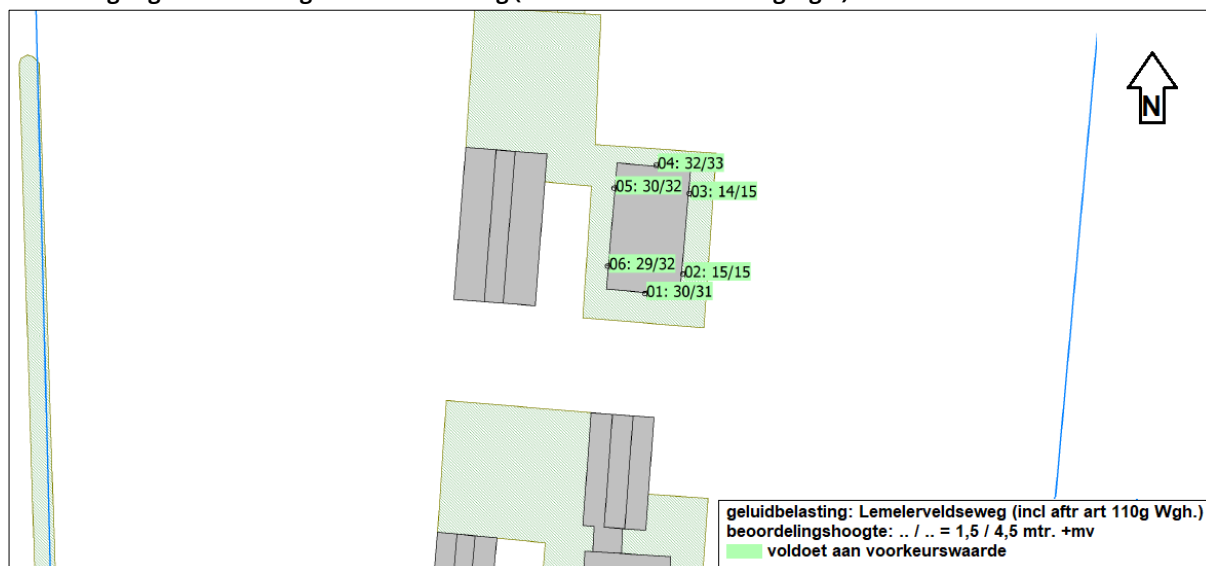 N
04: 32/33
05: 30/32
03: 14/15
06: 29/32
02: 15/15
01: 30/31
geluidbelasting: Lemelerveldseweg (incl aftr art 110g Wgh.)
beoordelingshoogte: .. / .. = 1,5 / 4,5 mtr. +mv
voldoet aan voorkeurswaarde